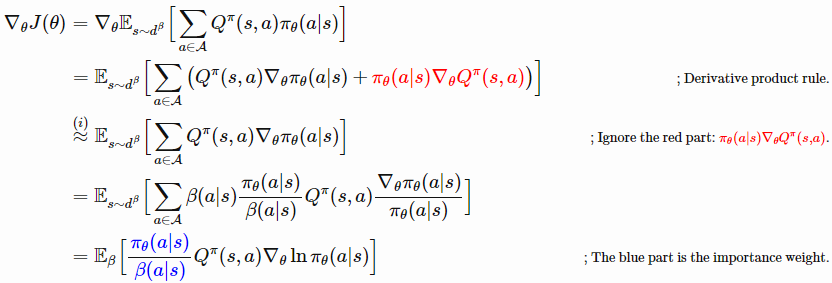 ∇θJ(θ) = ∇θ𝔼s∼dᵝ[∑a∈𝒜 Qπ(s,a)πθ(a|s)]
= 𝔼s∼dᵝ[∑a∈𝒜 (Qπ(s,a)∇θπθ(a|s) + πθ(a|s)∇θQπ(s,a))] ; Derivative product rule.
(i)≈ 𝔼s∼dᵝ[∑a∈𝒜 Qπ(s,a)∇θπθ(a|s)] ; Ignore the red part: πθ(a|s)∇θQπ(s,a).
= 𝔼s∼dᵝ[∑a∈𝒜 β(a|s) πθ(a|s)/β(a|s) Qπ(s,a) ∇θπθ(a|s)/πθ(a|s)]
= 𝔼β[πθ(a|s)/β(a|s) Qπ(s,a)∇θ ln πθ(a|s)] ; The blue part is the importance weight.